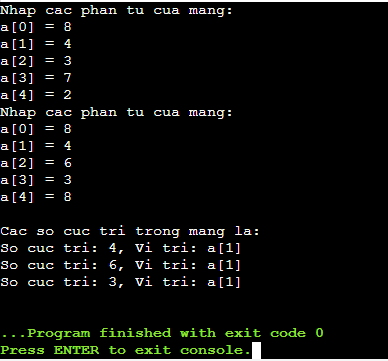 Nhap cac phan tu cua mang:
a[0] = 8
a[1] = 4
a[2] = 3
a[3] = 7
a[4] = 2
Nhap cac phan tu cua mang:
a[0] = 8
a[1] = 4
a[2] = 6
a[3] = 3
a[4] = 8
Cac so cuc tri trong mang la:
So cuc tri: 4, Vi tri: a[1]
So cuc tri: 6, Vi tri: a[1]
So cuc tri: 3, Vi tri: a[1]
...Program finished with exit code 0
Press ENTER to exit console.